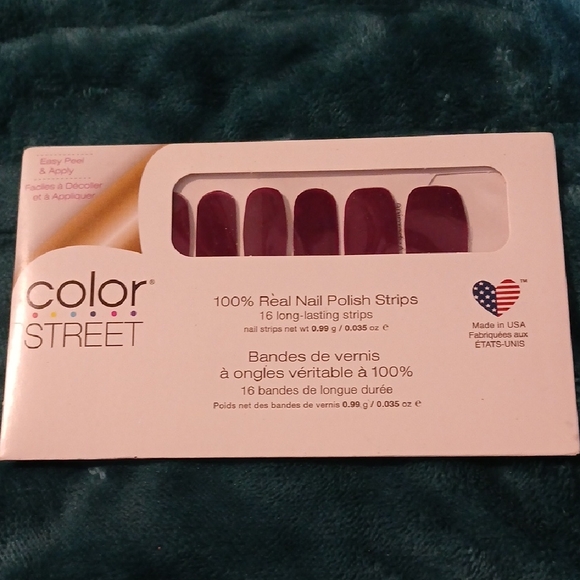 Easy Peel
& Apply
Faciles à Décoller
et à Appliquer
color®
STREET
100% Real Nail Polish Strips
16 long-lasting strips
nail strips net wt 0.99 g / 0.035 oz e
Bandes de vernis
à ongles véritable à 100%
16 bandes de longue durée
Poids net des bandes de vernis 0.99 g / 0.035 oz e
TM
Made in USA
Fabriquées aux
ÉTATS-UNIS